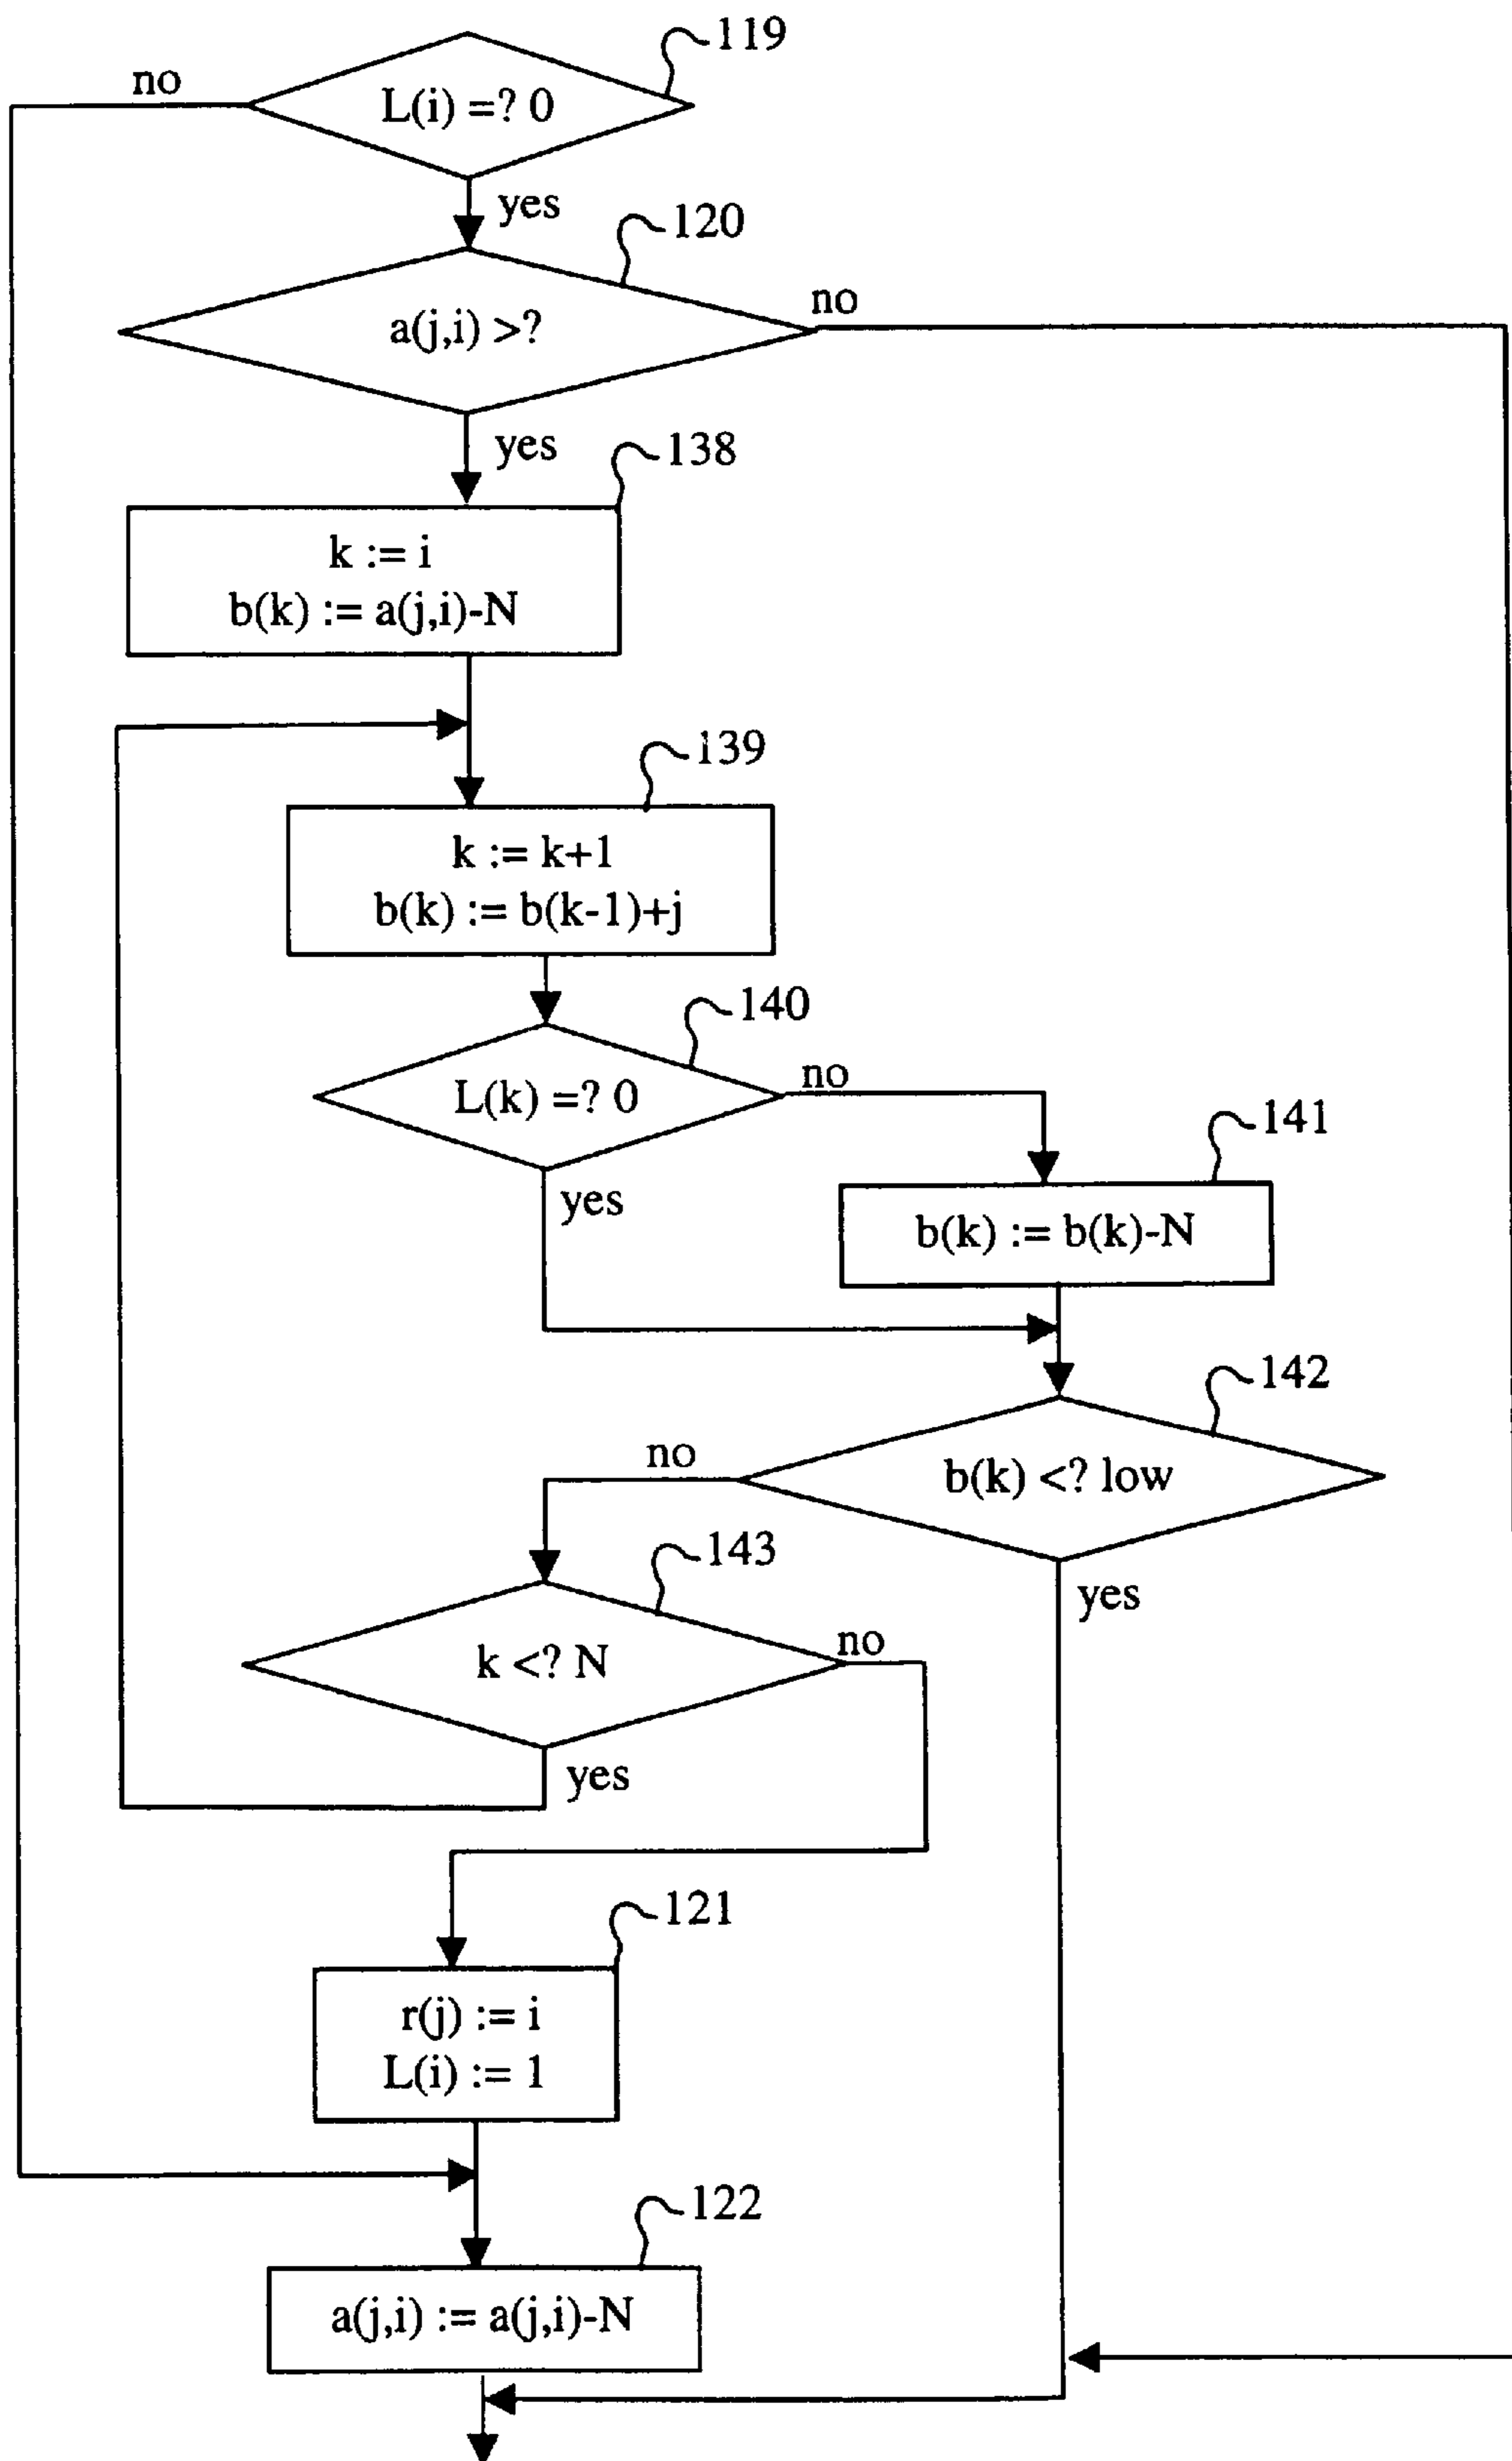 119
no
L(i) =? 0
yes
120
no
a(j,i) >?
yes
138
k := i
b(k) := a(j,i)-N
139
k := k+1
b(k) := b(k-1)+j
140
no
L(k) =? 0
141
yes
b(k) := b(k)-N
142
no
b(k) <? low
143
yes
no
k <? N
yes
121
r(j) := i
L(i) := 1
122
a(j,i) := a(j,i)-N